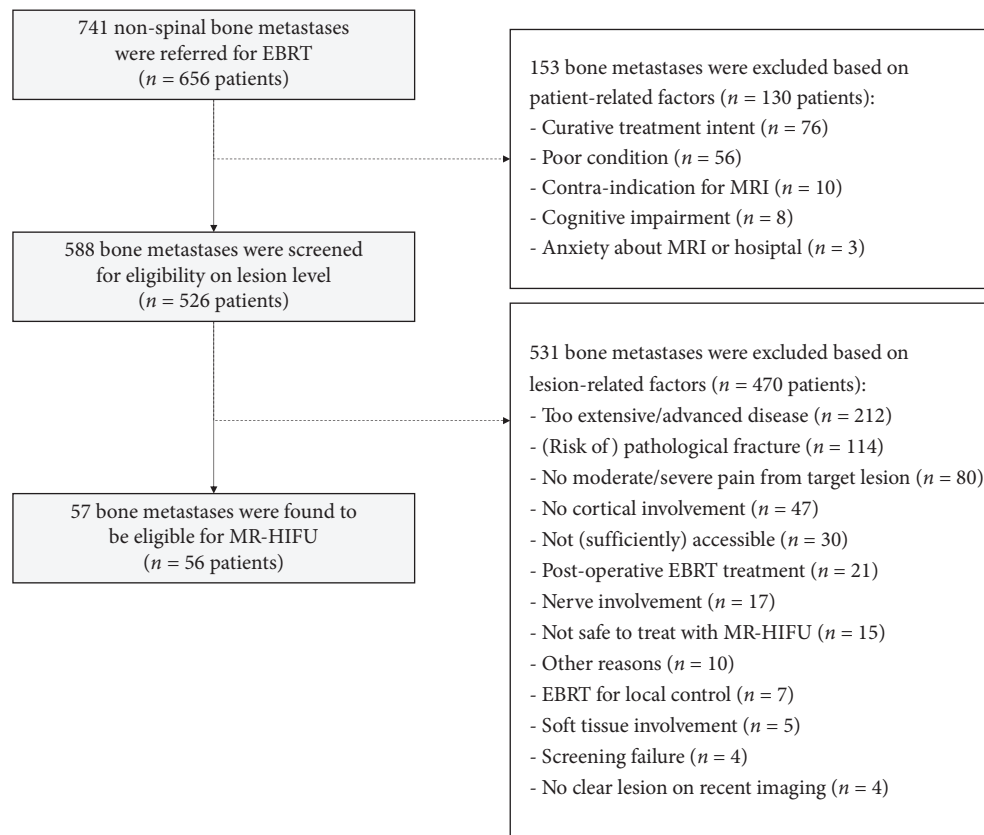 741 non-spinal bone metastases
were referred for EBRT
(n = 656 patients)
153 bone metastases were excluded based on
patient-related factors (n = 130 patients):
- Curative treatment intent (n = 76)
- Poor condition (n = 56)
- Contra-indication for MRI (n = 10)
- Cognitive impairment (n = 8)
- Anxiety about MRI or hosiptal (n = 3)
588 bone metastases were screened
for eligibility on lesion level
(n = 526 patients)
531 bone metastases were excluded based on
lesion-related factors (n = 470 patients):
- Too extensive/advanced disease (n = 212)
- (Risk of ) pathological fracture (n = 114)
- No moderate/severe pain from target lesion (n = 80)
- No cortical involvement (n = 47)
- Not (sufficiently) accessible (n = 30)
- Post-operative EBRT treatment (n = 21)
- Nerve involvement (n = 17)
- Not safe to treat with MR-HIFU (n = 15)
- Other reasons (n = 10)
- EBRT for local control (n = 7)
- Soft tissue involvement (n = 5)
- Screening failure (n = 4)
- No clear lesion on recent imaging (n = 4)
57 bone metastases were found to
be eligible for MR-HIFU
(n = 56 patients)